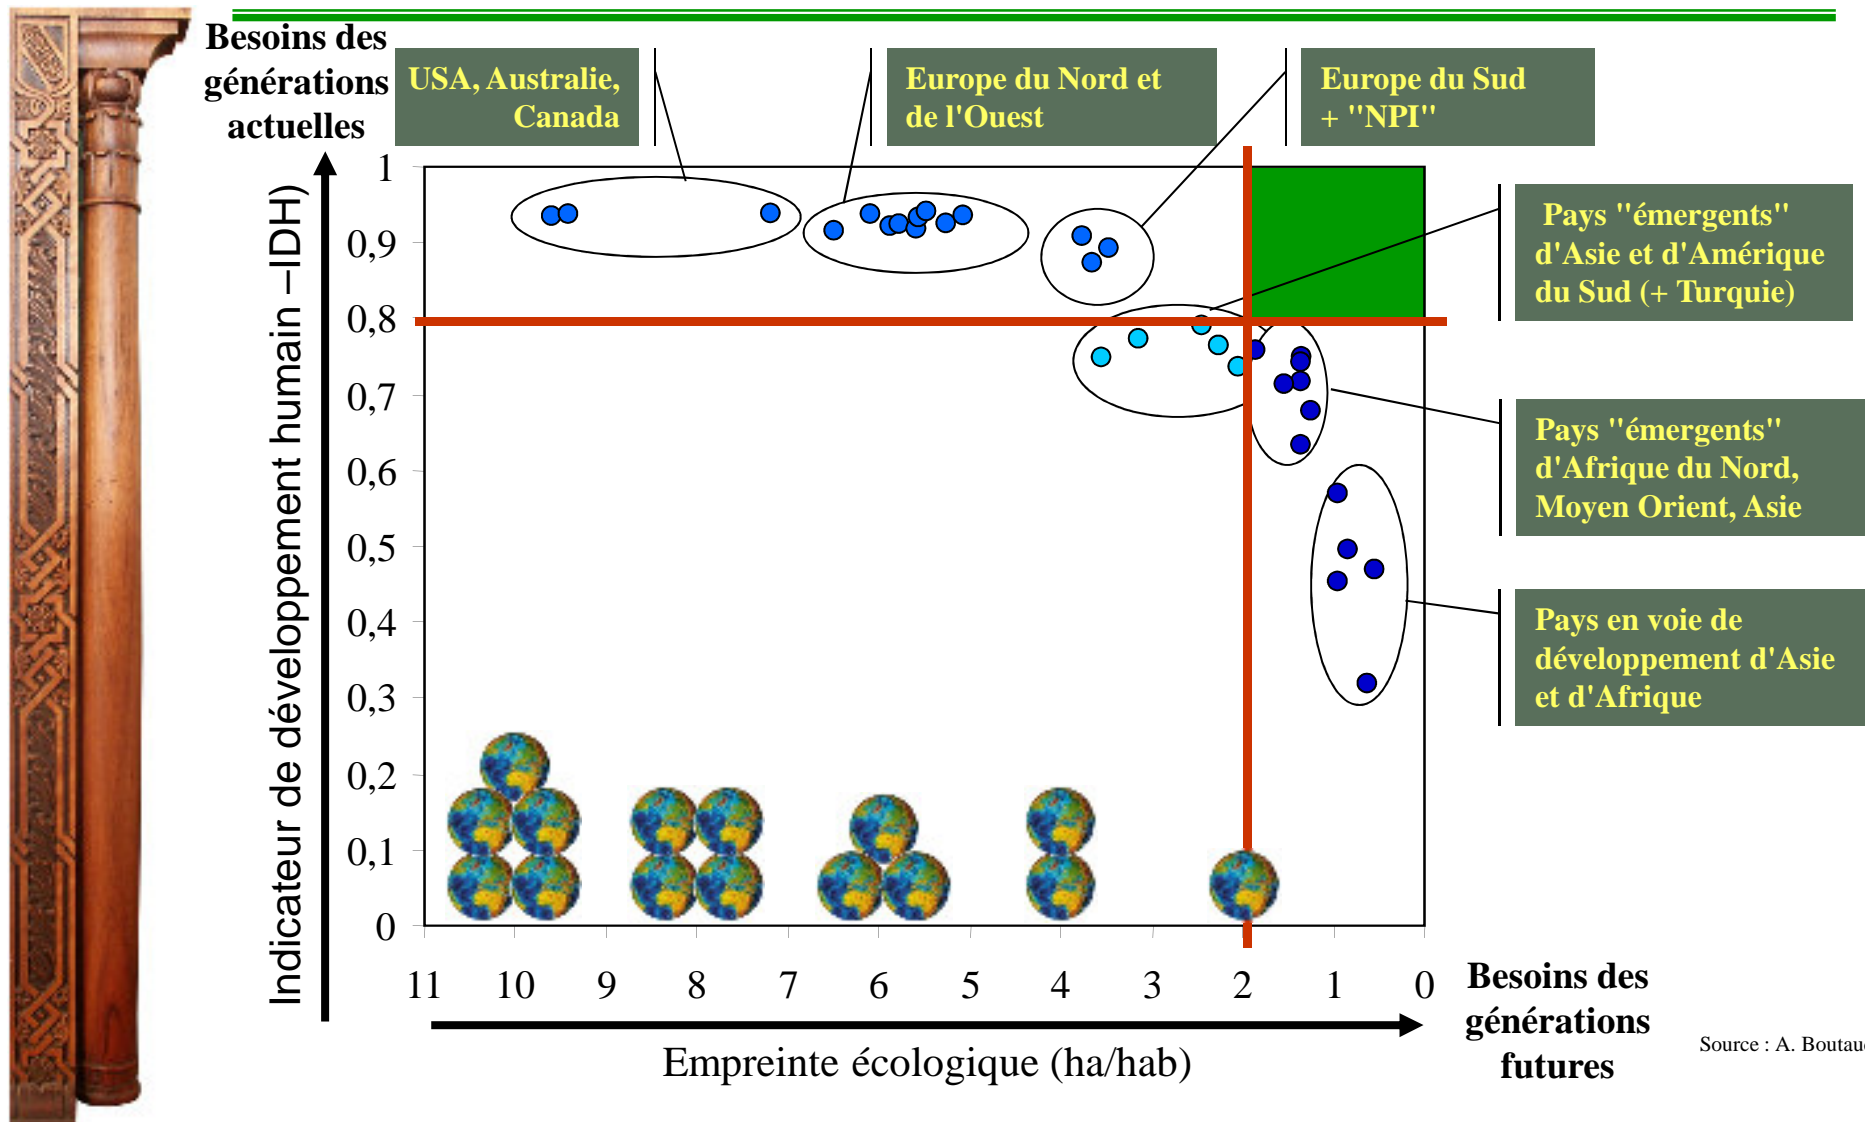 Besoins des
générations
actuelles
USA, Australie,
Canada
Europe du Nord et
de l'Ouest
Europe du Sud
+ "NPI"
Pays "émergents"
d'Asie et d'Amérique
du Sud (+ Turquie)
Pays "émergents"
d'Afrique du Nord,
Moyen Orient, Asie
Pays en voie de
développement d'Asie
et d'Afrique
Indicateur de développement humain –IDH)
1
0,9
0,8
0,7
0,6
0,5
0,4
0,3
0,2
0,1
0
11 10 9 8 7 6 5 4 3 2 1 0
Empreinte écologique (ha/hab)
Besoins des
générations
futures
Source : A.